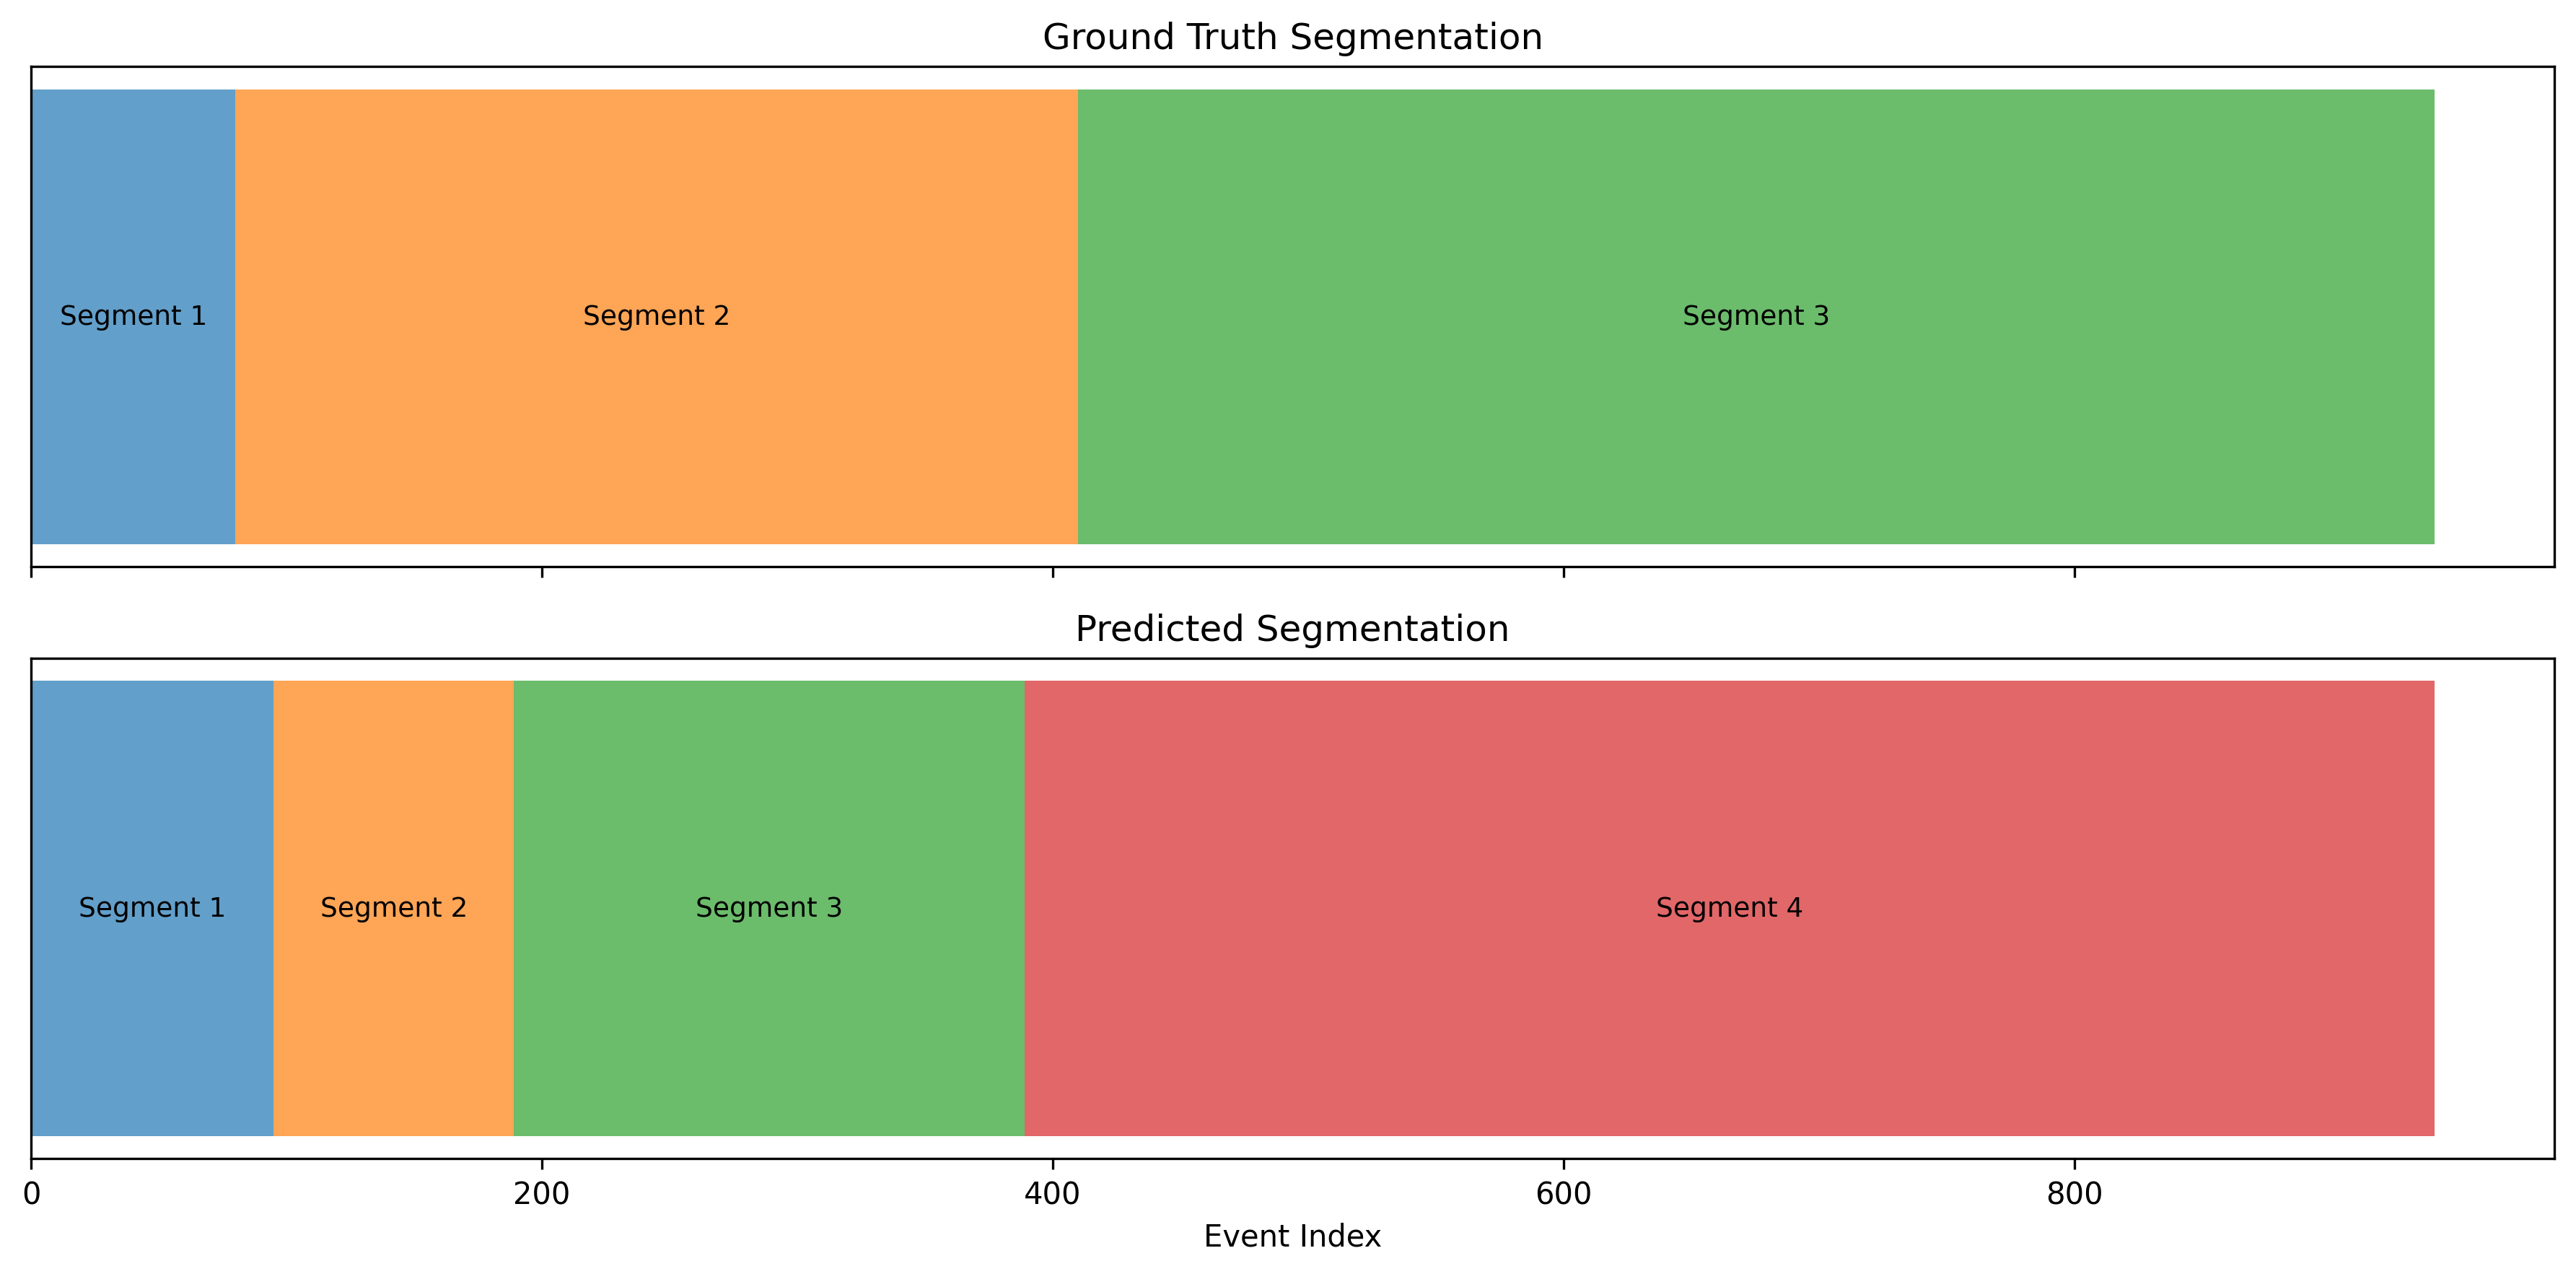 Ground Truth Segmentation
Segment 1 Segment 2 Segment 3
Predicted Segmentation
Segment 1 Segment 2 Segment 3 Segment 4
0 200 400 600 800
Event Index